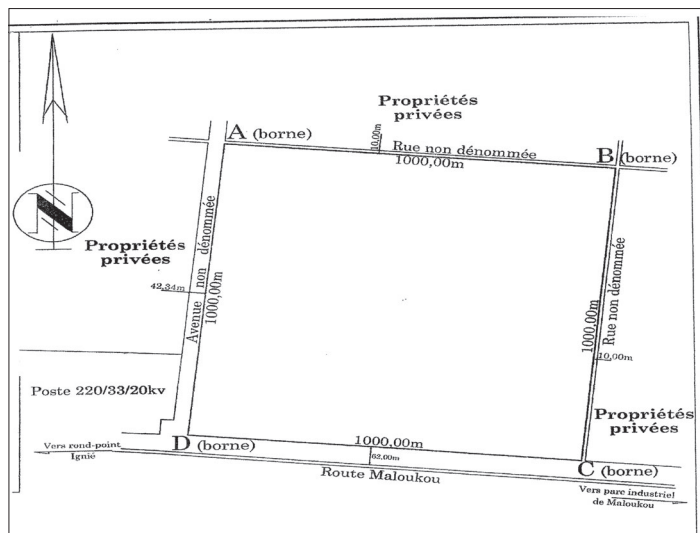 Propriétés
privées
A (borne)
10,00m
Rue non dénommée
1000,00m
B (borne)
N
Propriétés
privées
42,34m
Avenue non dénommée
1000,00m
1000,00m
Rue non dénommée
10,00m
Poste 220/33/20kv
Propriétés
privées
D (borne)
1000,00m
Vers rond-point
Ignié
62,00m
Route Maloukou
C (borne)
Vers parc industriel
de Maloukou